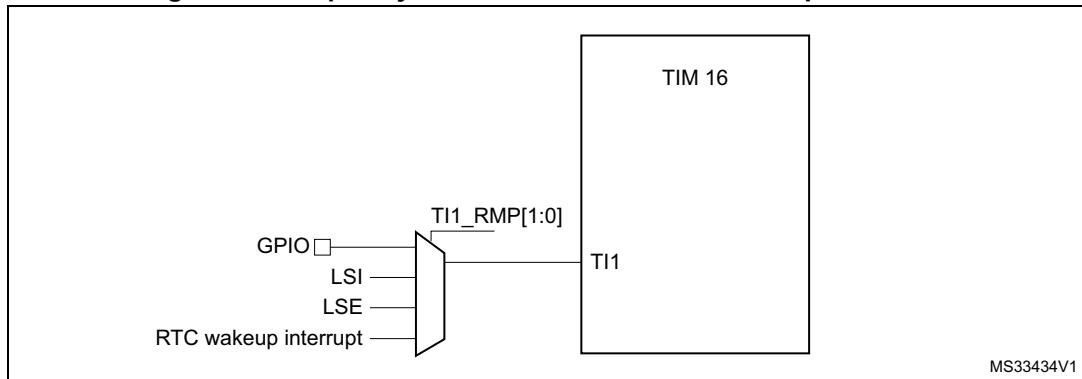 TIM 16
TI1_RMP[1:0]
GPIO
TI1
LSI
LSE
RTC wakeup interrupt
MS33434V1